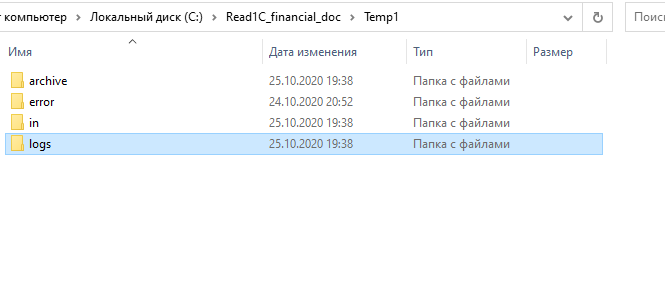 т компьютер > Локальный диск (C:) > Read1C_financial_doc > Temp1
Поис
Имя Дата изменения Тип Размер
archive 25.10.2020 19:38 Папка с файлами
error 24.10.2020 20:52 Папка с файлами
in 25.10.2020 19:38 Папка с файлами
logs 25.10.2020 19:38 Папка с файлами